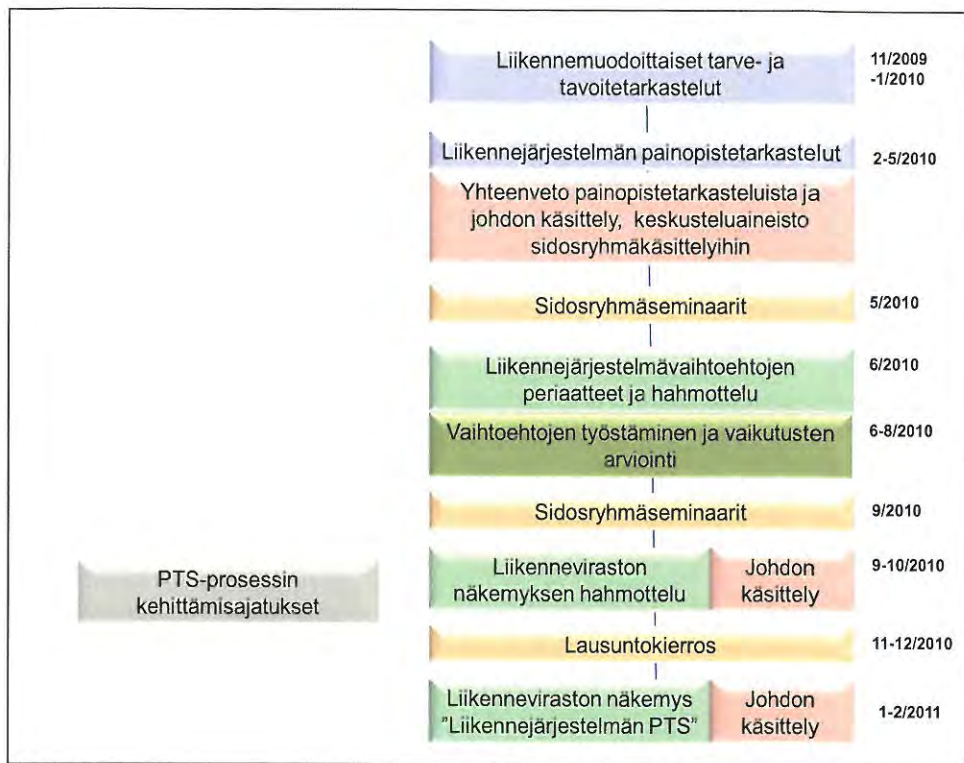 Liikennemuodoittaiset tarve- ja
tavoitetarkastelut
11/2009
-1/2010
Liikennejärjestelmän painopistetarkastelut
2-5/2010
Yhteenveto painopistetarkasteluista ja
johdon käsittely, keskusteluaineisto
sidosryhmäkäsittelyihin
Sidosryhmäseminaarit
5/2010
Liikennejärjestelmävaihtoehtojen
periaatteet ja hahmottelu
6/2010
Vaihtoehtojen työstäminen ja vaikutusten
arviointi
6-8/2010
Sidosryhmäseminaarit
9/2010
PTS-prosessin
kehittämisajatukset
Liikenneviraston
näkemyksen hahmottelu
Johdon
käsittely
9-10/2010
Lausuntokierros
11-12/2010
Liikenneviraston näkemys
"Liikennejärjestelmän PTS"
Johdon
käsittely
1-2/2011